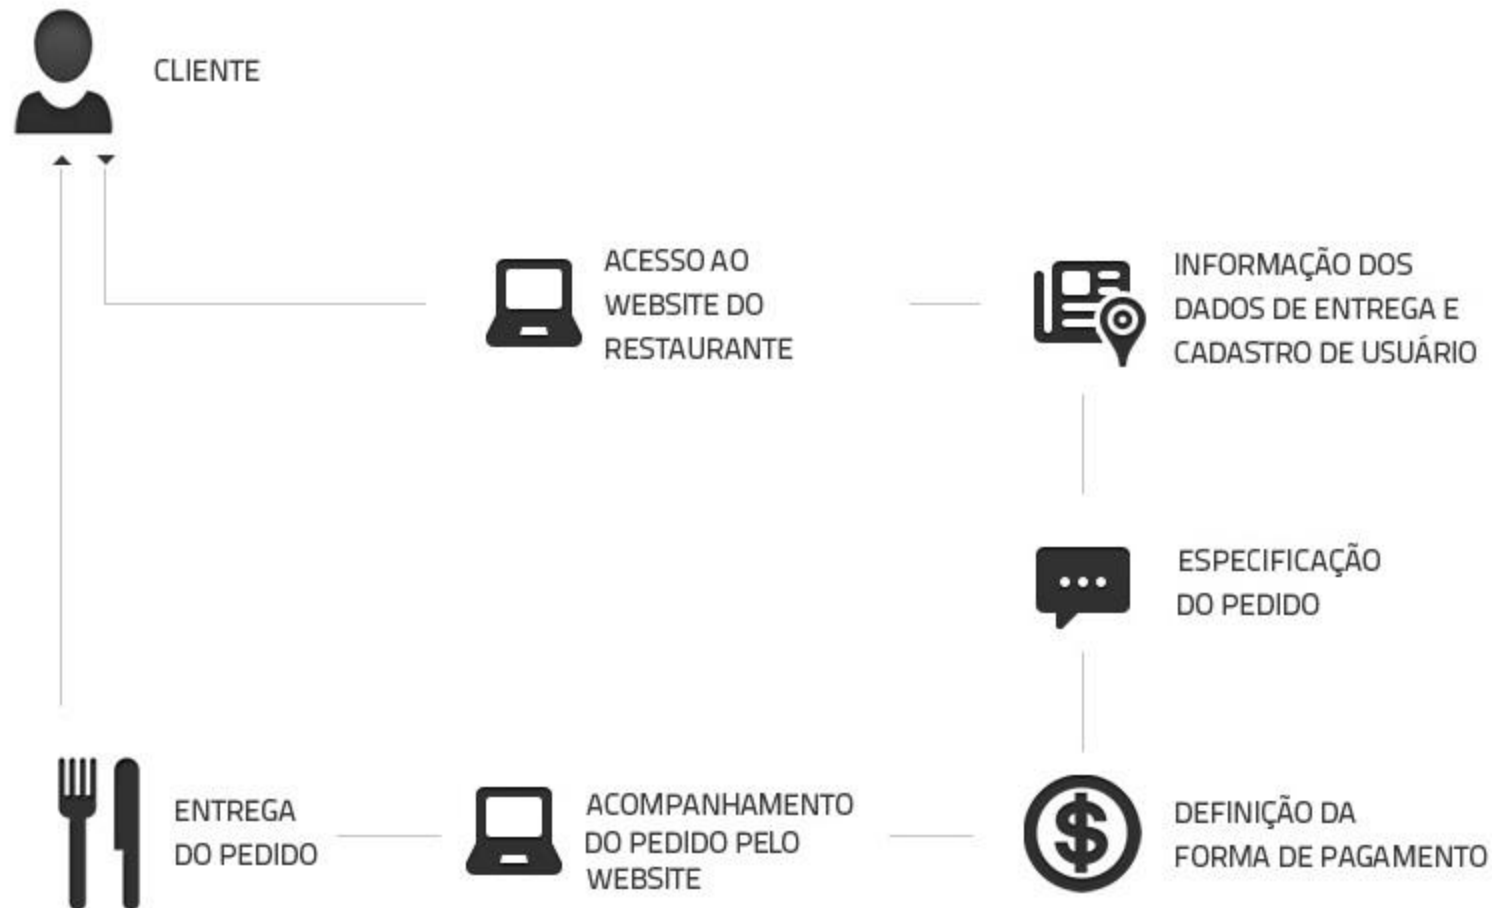 CLIENTE
ACESSO AO
WEBSITE DO
RESTAURANTE
INFORMAÇÃO DOS
DADOS DE ENTREGA E
CADASTRO DE USUÁRIO
ESPECIFICAÇÃO
DO PEDIDO
DEFINIÇÃO DA
FORMA DE PAGAMENTO
ACOMPANHAMENTO
DO PEDIDO PELO
WEBSITE
ENTREGA
DO PEDIDO